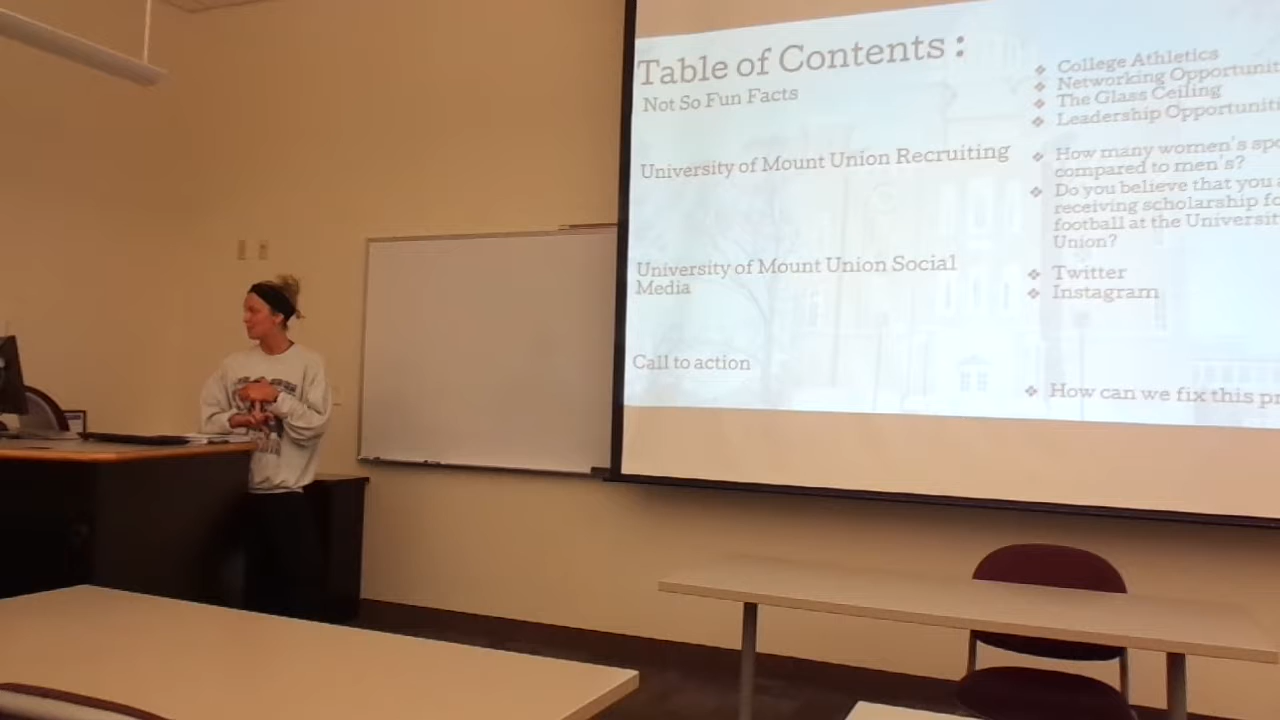 Table of Contents :
Not So Fun Facts
College Athletics
Networking
The Glass Ceiling
Leadership
University of Mount Union Recruiting
How many women's
compared to men's?
Do you believe that you
receiving scholarship
football at the
Union?
University of Mount Union Social
Media
Twitter
Instagram
Call to action
How can we fix this